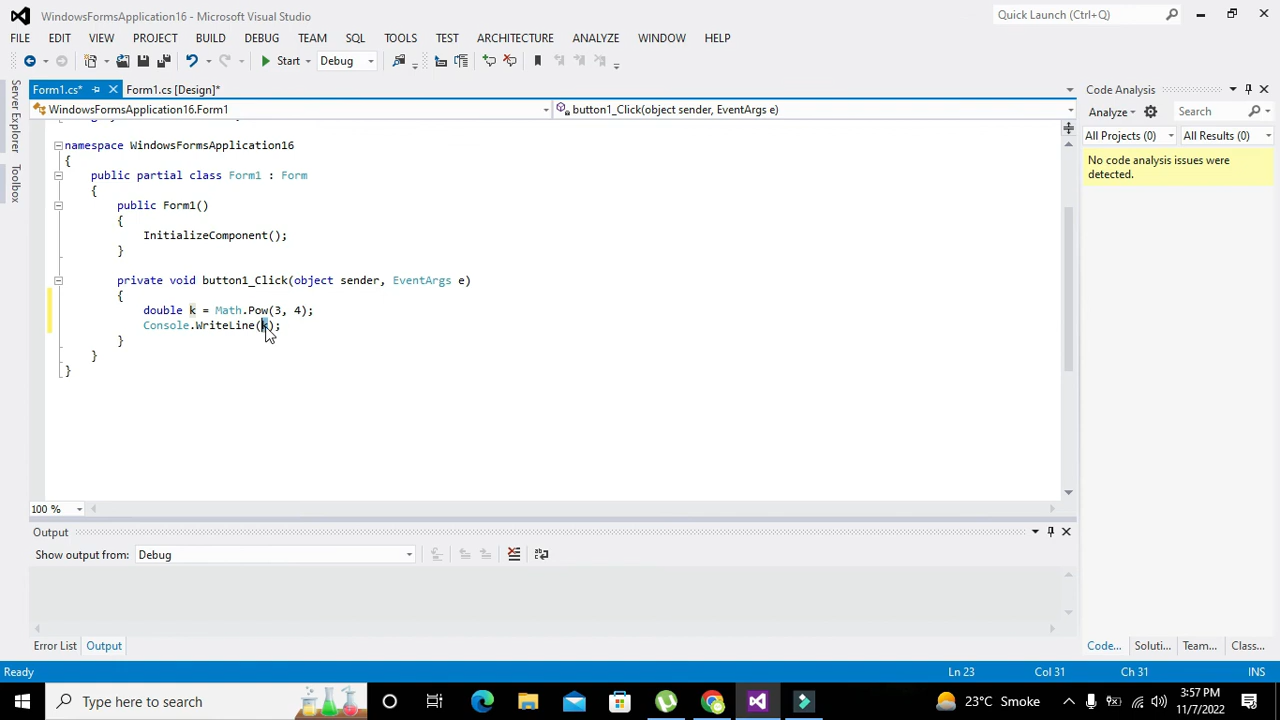 WindowsFormsApplication16 - Microsoft Visual Studio
Quick Launch (Ctrl+Q)
FILE EDIT VIEW PROJECT BUILD DEBUG TEAM SQL TOOLS TEST ARCHITECTURE ANALYZE WINDOW HELP
Start Debug
Server Explorer
Toolbox
Form1.cs* Form1.cs [Design]*
WindowsFormsApplication16.Form1 button1_Click(object sender, EventArgs e)
namespace WindowsFormsApplication16
{
public partial class Form1 : Form
{
public Form1()
{
InitializeComponent();
}
private void button1_Click(object sender, EventArgs e)
{
double k = Math.Pow(3, 4);
Console.WriteLine(k);
}
}
}
100 %
Code Analysis
Analyze Search
All Projects (0) All Results (0)
No code analysis issues were
detected.
Output
Show output from: Debug
Error List Output
Code... Soluti... Team... Class...
Ready Ln 23 Col 31 Ch 31 INS
Type here to search
23°C Smoke
3:57 PM
11/7/2022